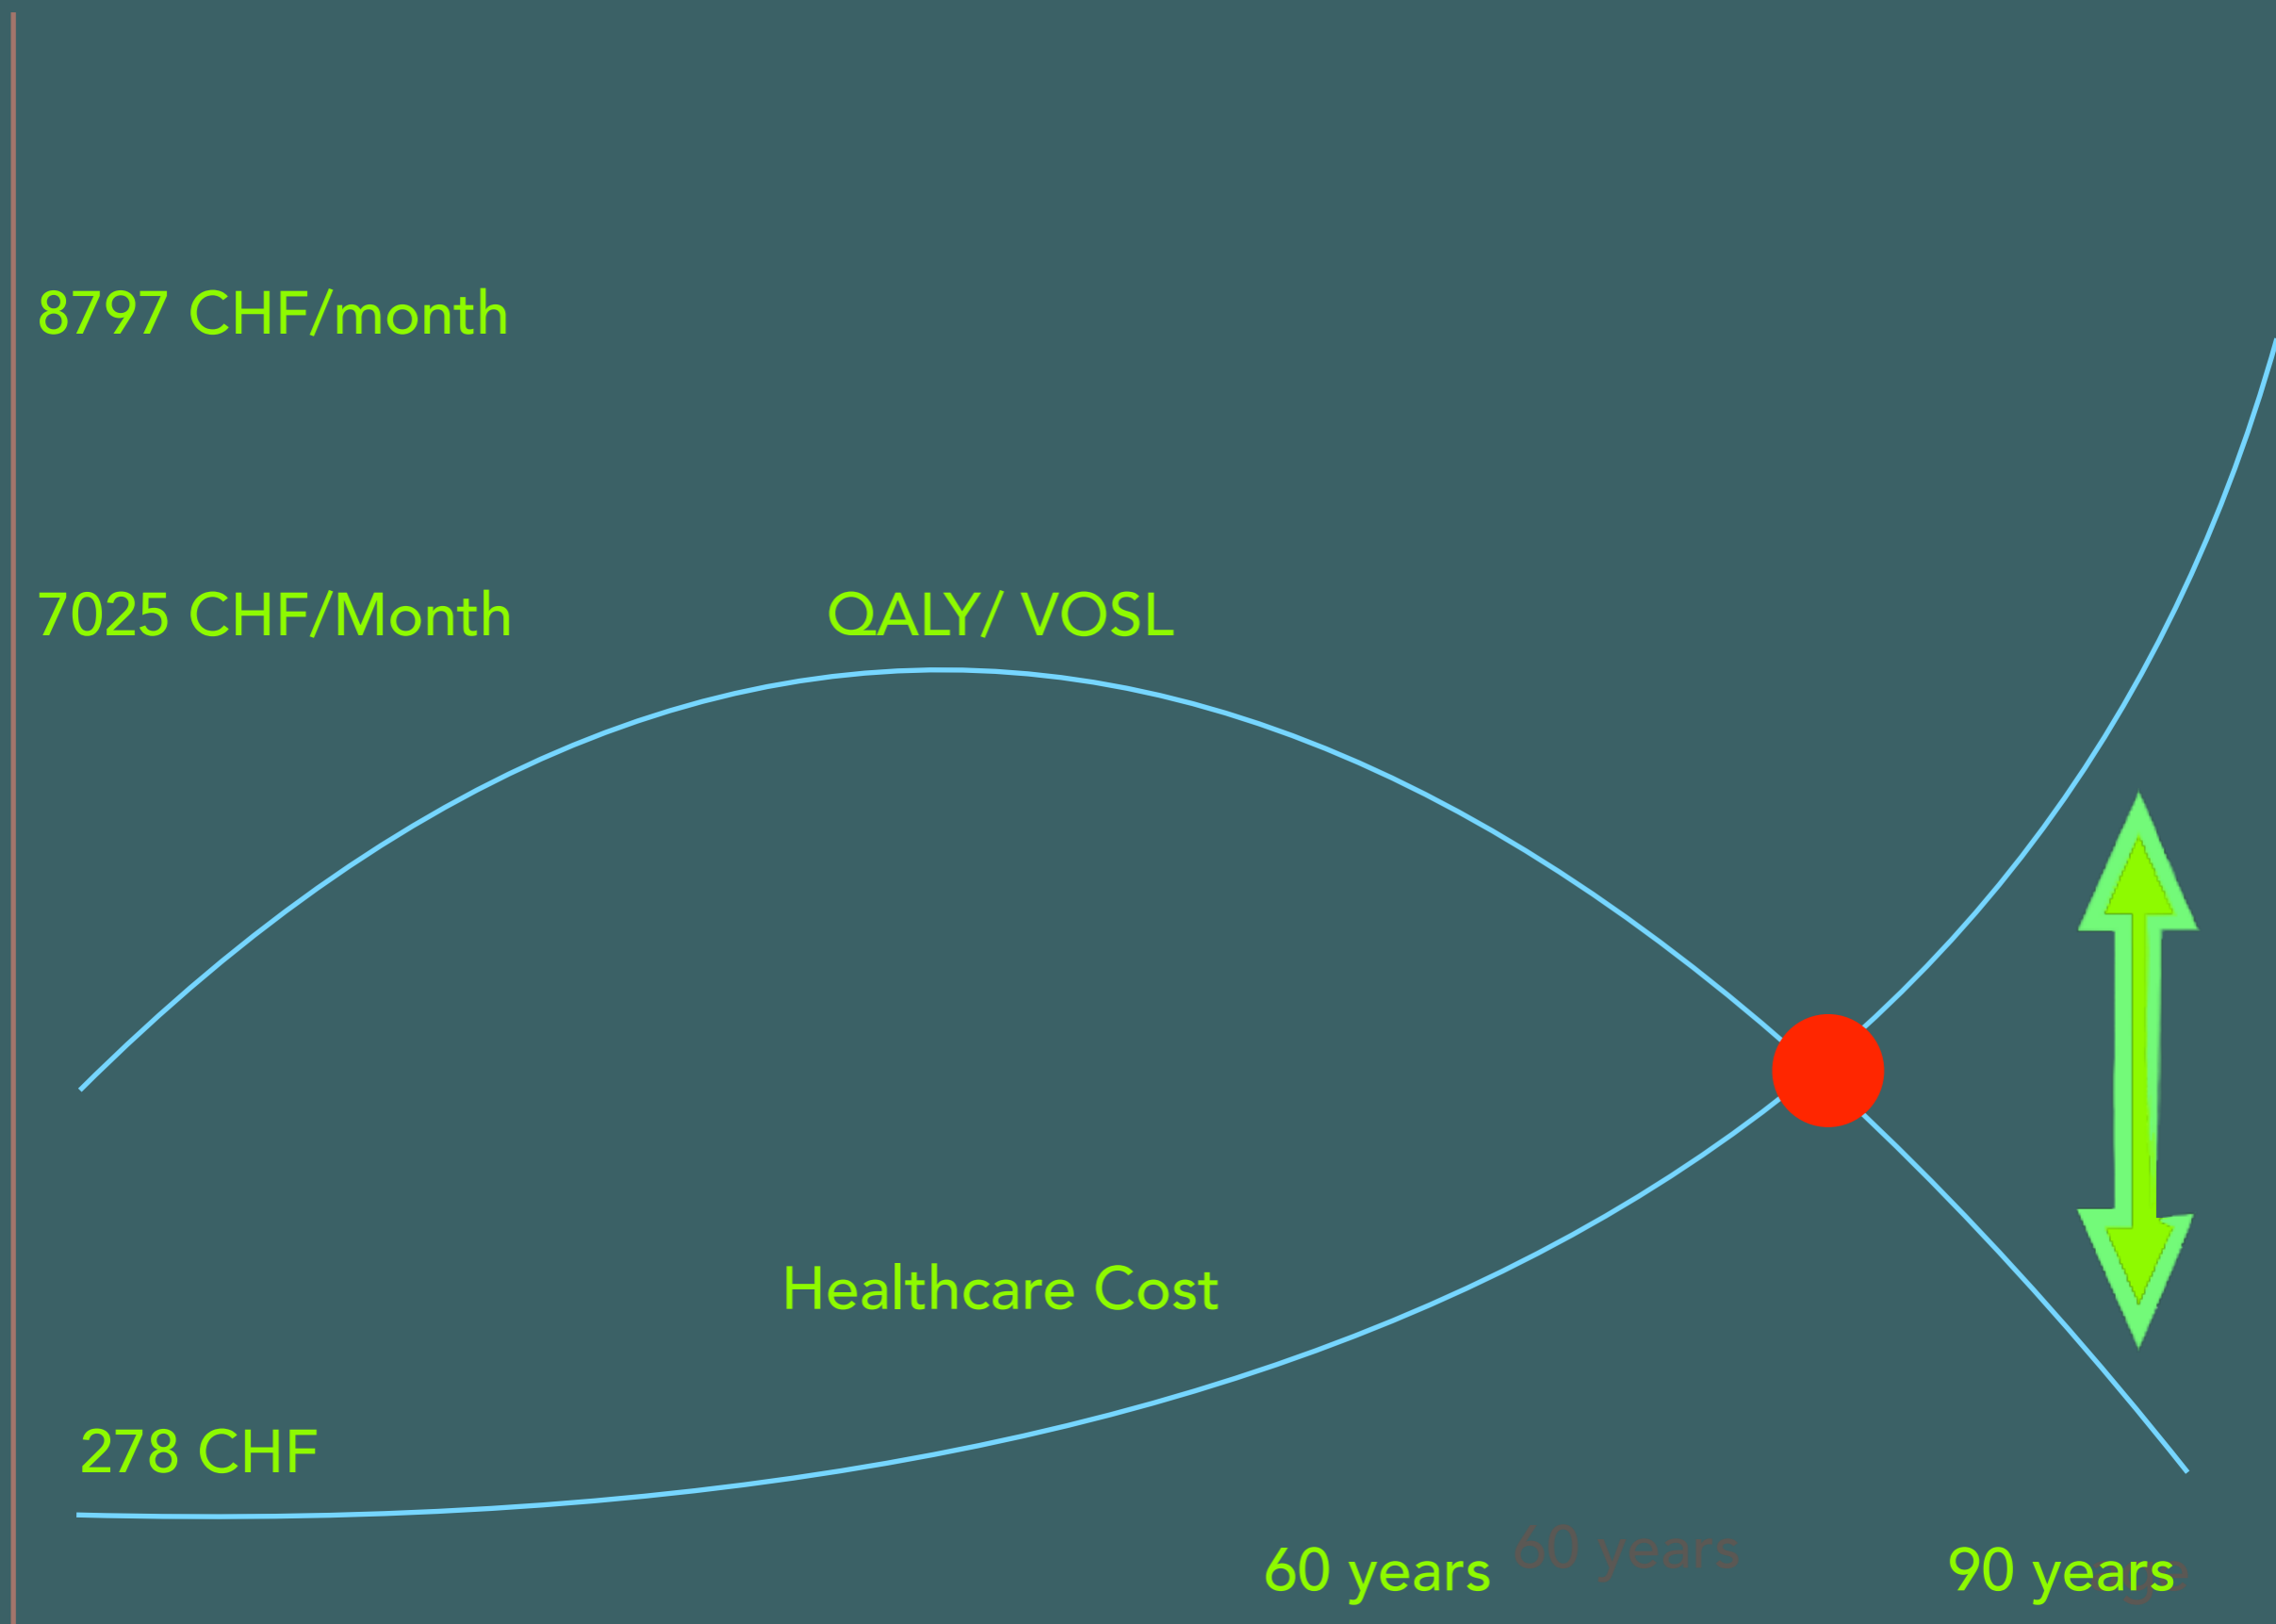 8797 CHF/month
7025 CHF/Month
QALY/ VOSL
Healthcare Cost
278 CHF
60 years
60 years
90 years